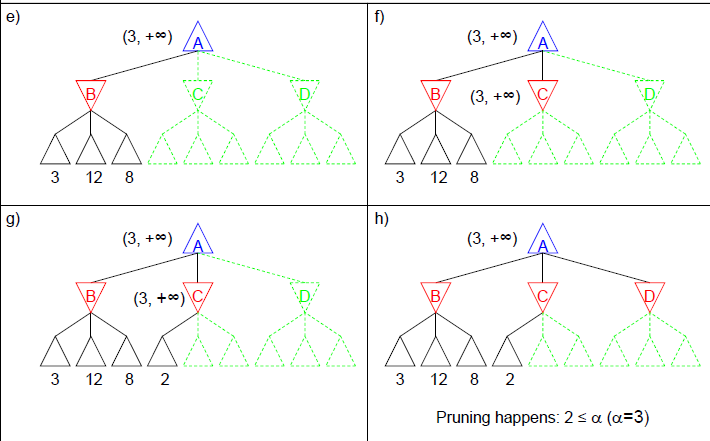 e)
(3, +∞)
A
B
C
D
3 12 8
f)
(3, +∞)
A
B
(3, +∞)
C
D
3 12 8
g)
(3, +∞)
A
B
(3, +∞)
C
D
3 12 8 2
h)
(3, +∞)
A
B
C
D
3 12 8 2
Pruning happens: 2 ≤ α (α=3)